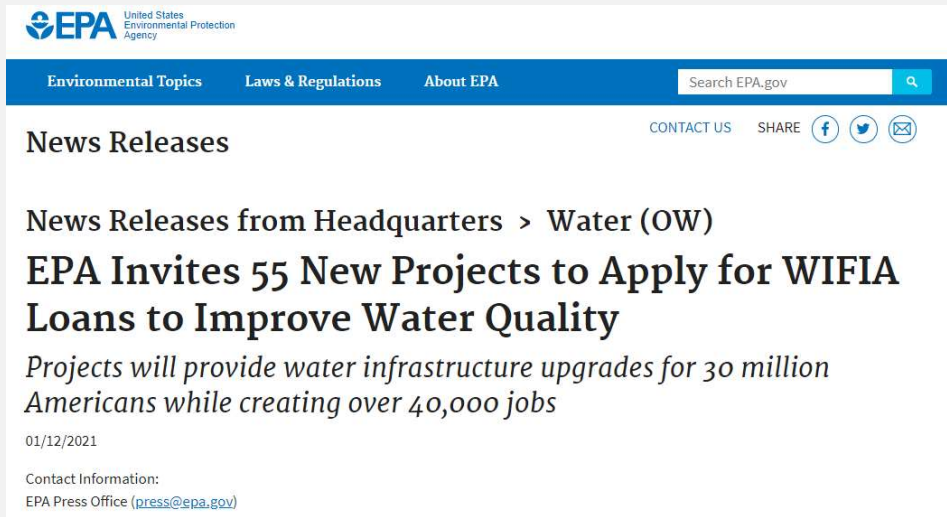 EPA
United States
Environmental Protection
Agency
Environmental Topics Laws & Regulations About EPA Search EPA.gov
CONTACT US SHARE
News Releases
News Releases from Headquarters > Water (OW)
EPA Invites 55 New Projects to Apply for WIFIA
Loans to Improve Water Quality
Projects will provide water infrastructure upgrades for 30 million
Americans while creating over 40,000 jobs
01/12/2021
Contact Information:
EPA Press Office (press@epa.gov)